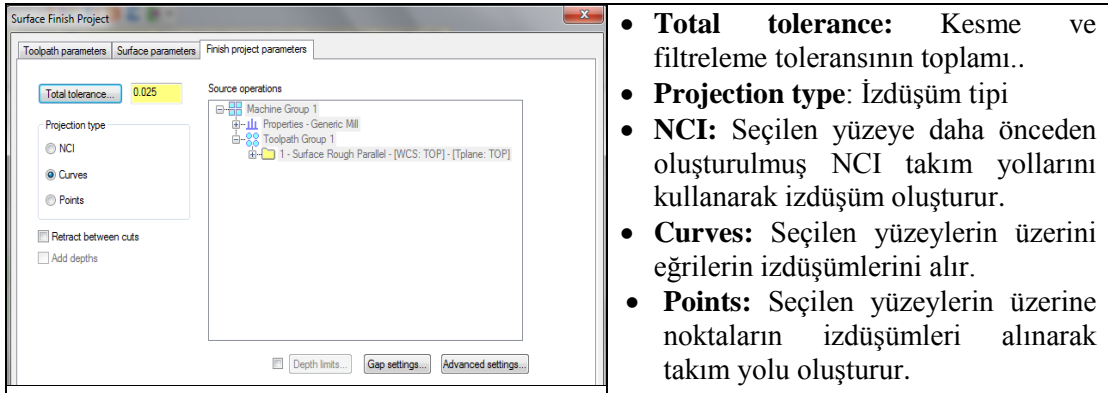 Surface Finish Project
Toolpath parameters Surface parameters Finish project parameters
Total tolerance... 0.025
Source operations
Machine Group 1
Properties - Generic Mill
Toolpath Group 1
1 - Surface Rough Parallel - [WCS: TOP] - [Tplane: TOP]
Projection type
NCI
Curves
Points
Retract between cuts
Add depths
Depth limits... Gap settings... Advanced settings...
• Total tolerance: Kesme ve
filtreleme toleransının toplamı..
• Projection type: İzdüşüm tipi
• NCI: Seçilen yüzeye daha önceden
oluşturulmuş NCI takım yollarını
kullanarak izdüşüm oluşturur.
• Curves: Seçilen yüzeylerin üzerini
eğrilerin izdüşümlerini alır.
• Points: Seçilen yüzeylerin üzerine
noktaların izdüşümleri alınarak
takım yolu oluşturur.